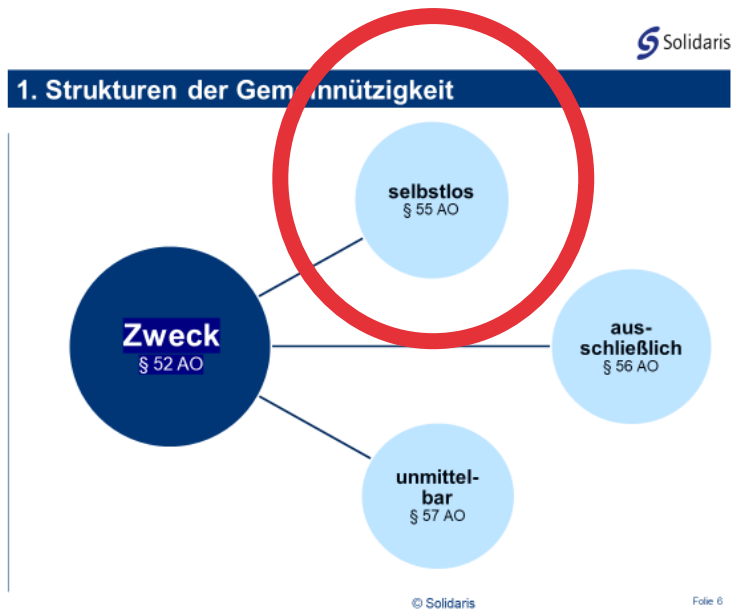 Solidaris
1. Strukturen der Gemeinnützigkeit
selbstlos
§ 55 AO
Zweck
§ 52 AO
aus-
schließlich
§ 56 AO
unmittel-
bar
§ 57 AO
© Solidaris
Folie 6